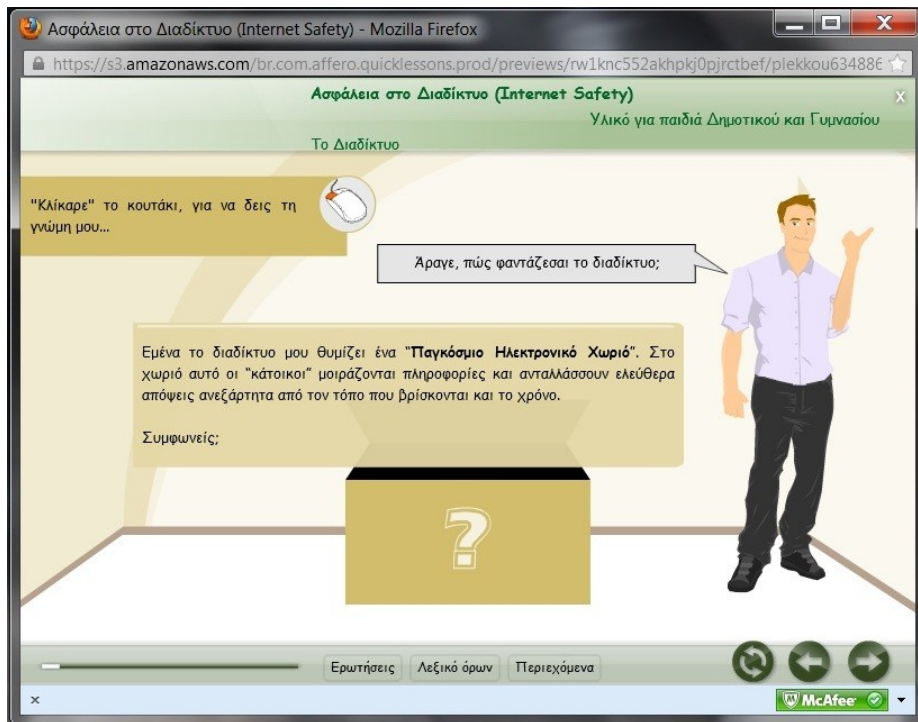 Ασφάλεια στο Διαδίκτυο (Internet Safety) - Mozilla Firefox
https://s3.amazonaws.com/br.com.affero.quicklessons.prod/previews/rw1knc552akhpkj0pjrctbef/plekkou634886
Ασφάλεια στο Διαδίκτυο (Internet Safety)
x
Υλικό για παιδιά Δημοτικού και Γυμνασίου
Το Διαδίκτυο
"Κλίκαρε" το κουτάκι, για να δεις τη
γνώμη μου...
Άραγε, πώς φαντάζεσαι το διαδίκτυο;
Εμένα το διαδίκτυο μου θυμίζει ένα "Παγκόσμιο Ηλεκτρονικό Χωριό". Στο
χωριό αυτό οι "κάτοικοι" μοιράζονται πληροφορίες και ανταλλάσσουν ελεύθερα
απόψεις ανεξάρτητα από τον τόπο που βρίσκονται και το χρόνο.
Συμφωνείς;
?
Ερωτήσεις Λεξικό όρων Περιεχόμενα
x
McAfee